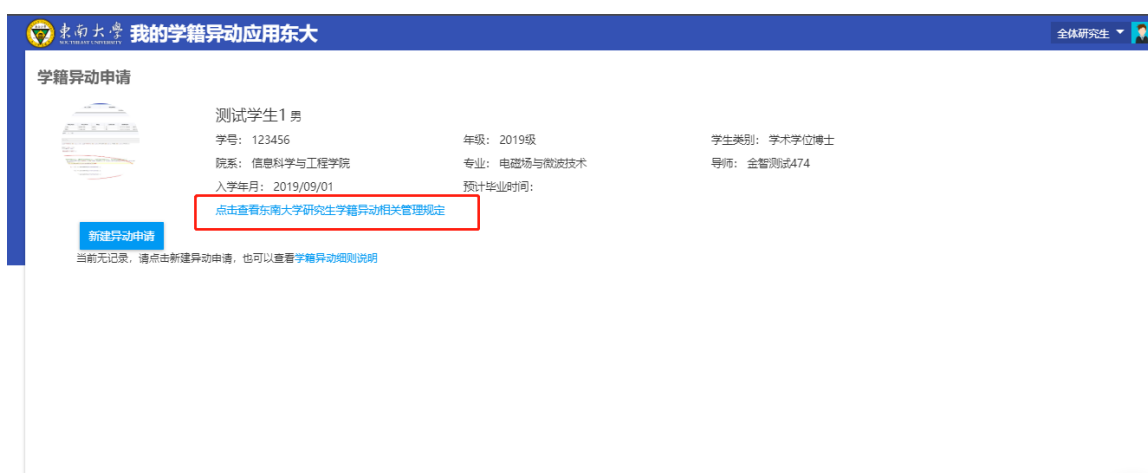 東南大學 我的学籍异动应用东大
SOUTHEAST UNIVERSITY
全体研究生
学籍异动申请
测试学生1 男
学号: 123456 年级: 2019级 学生类别: 学术学位博士
院系: 信息科学与工程学院 专业: 电磁场与微波技术 导师: 金智测试474
入学年月: 2019/09/01 预计毕业时间:
点击查看东南大学研究生学籍异动相关管理规定
新建异动申请
当前无记录, 请点击新建异动申请, 也可以查看学籍异动细则说明